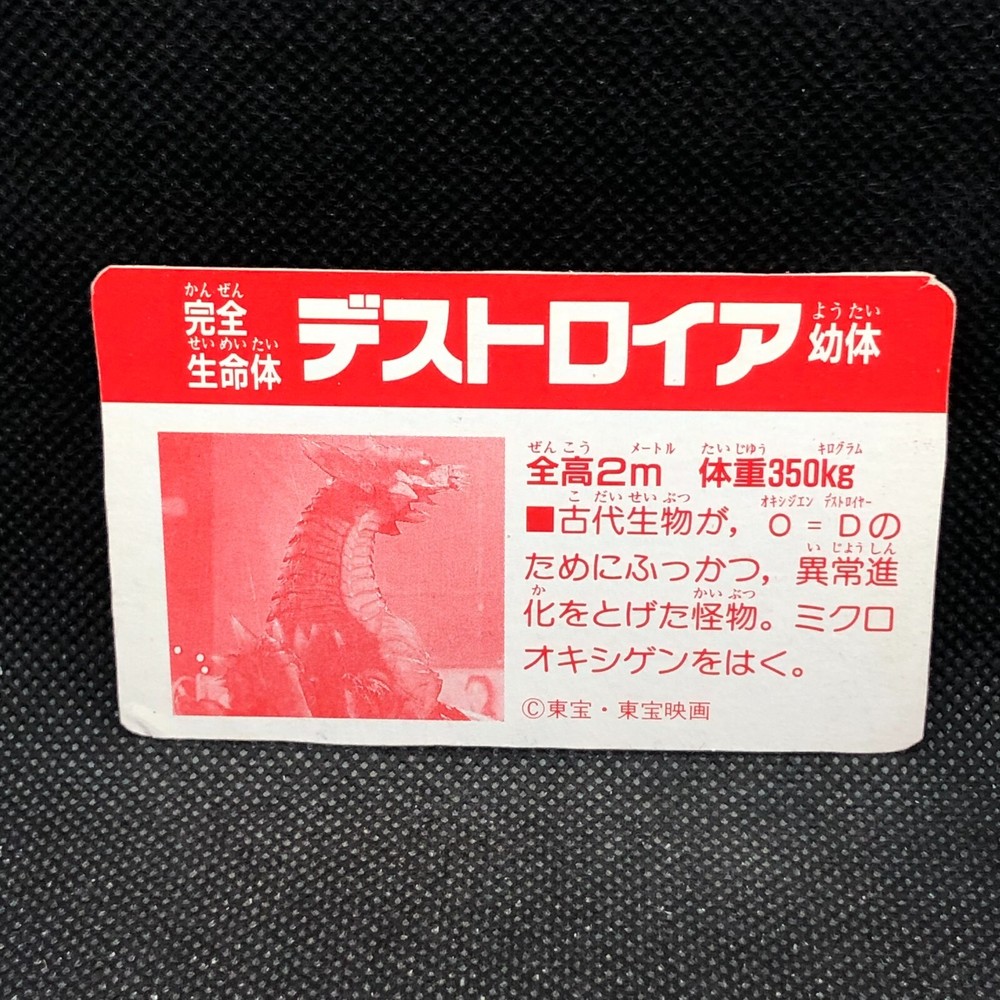 かんぜん
完全
せいめいたい
生命体
デストロイア
ようたい
幼体
ぜんこう メートル たいじゅう キログラム
全高2m 体重350kg
こだいせいぶつ オキシジエン デストロイヤー
■古代生物が，O＝Dの
いじょうしん
ためにふっかつ，異常進
か かいぶつ
化をとげた怪物。ミクロ
オキシゲンをはく。
©東宝・東宝映画